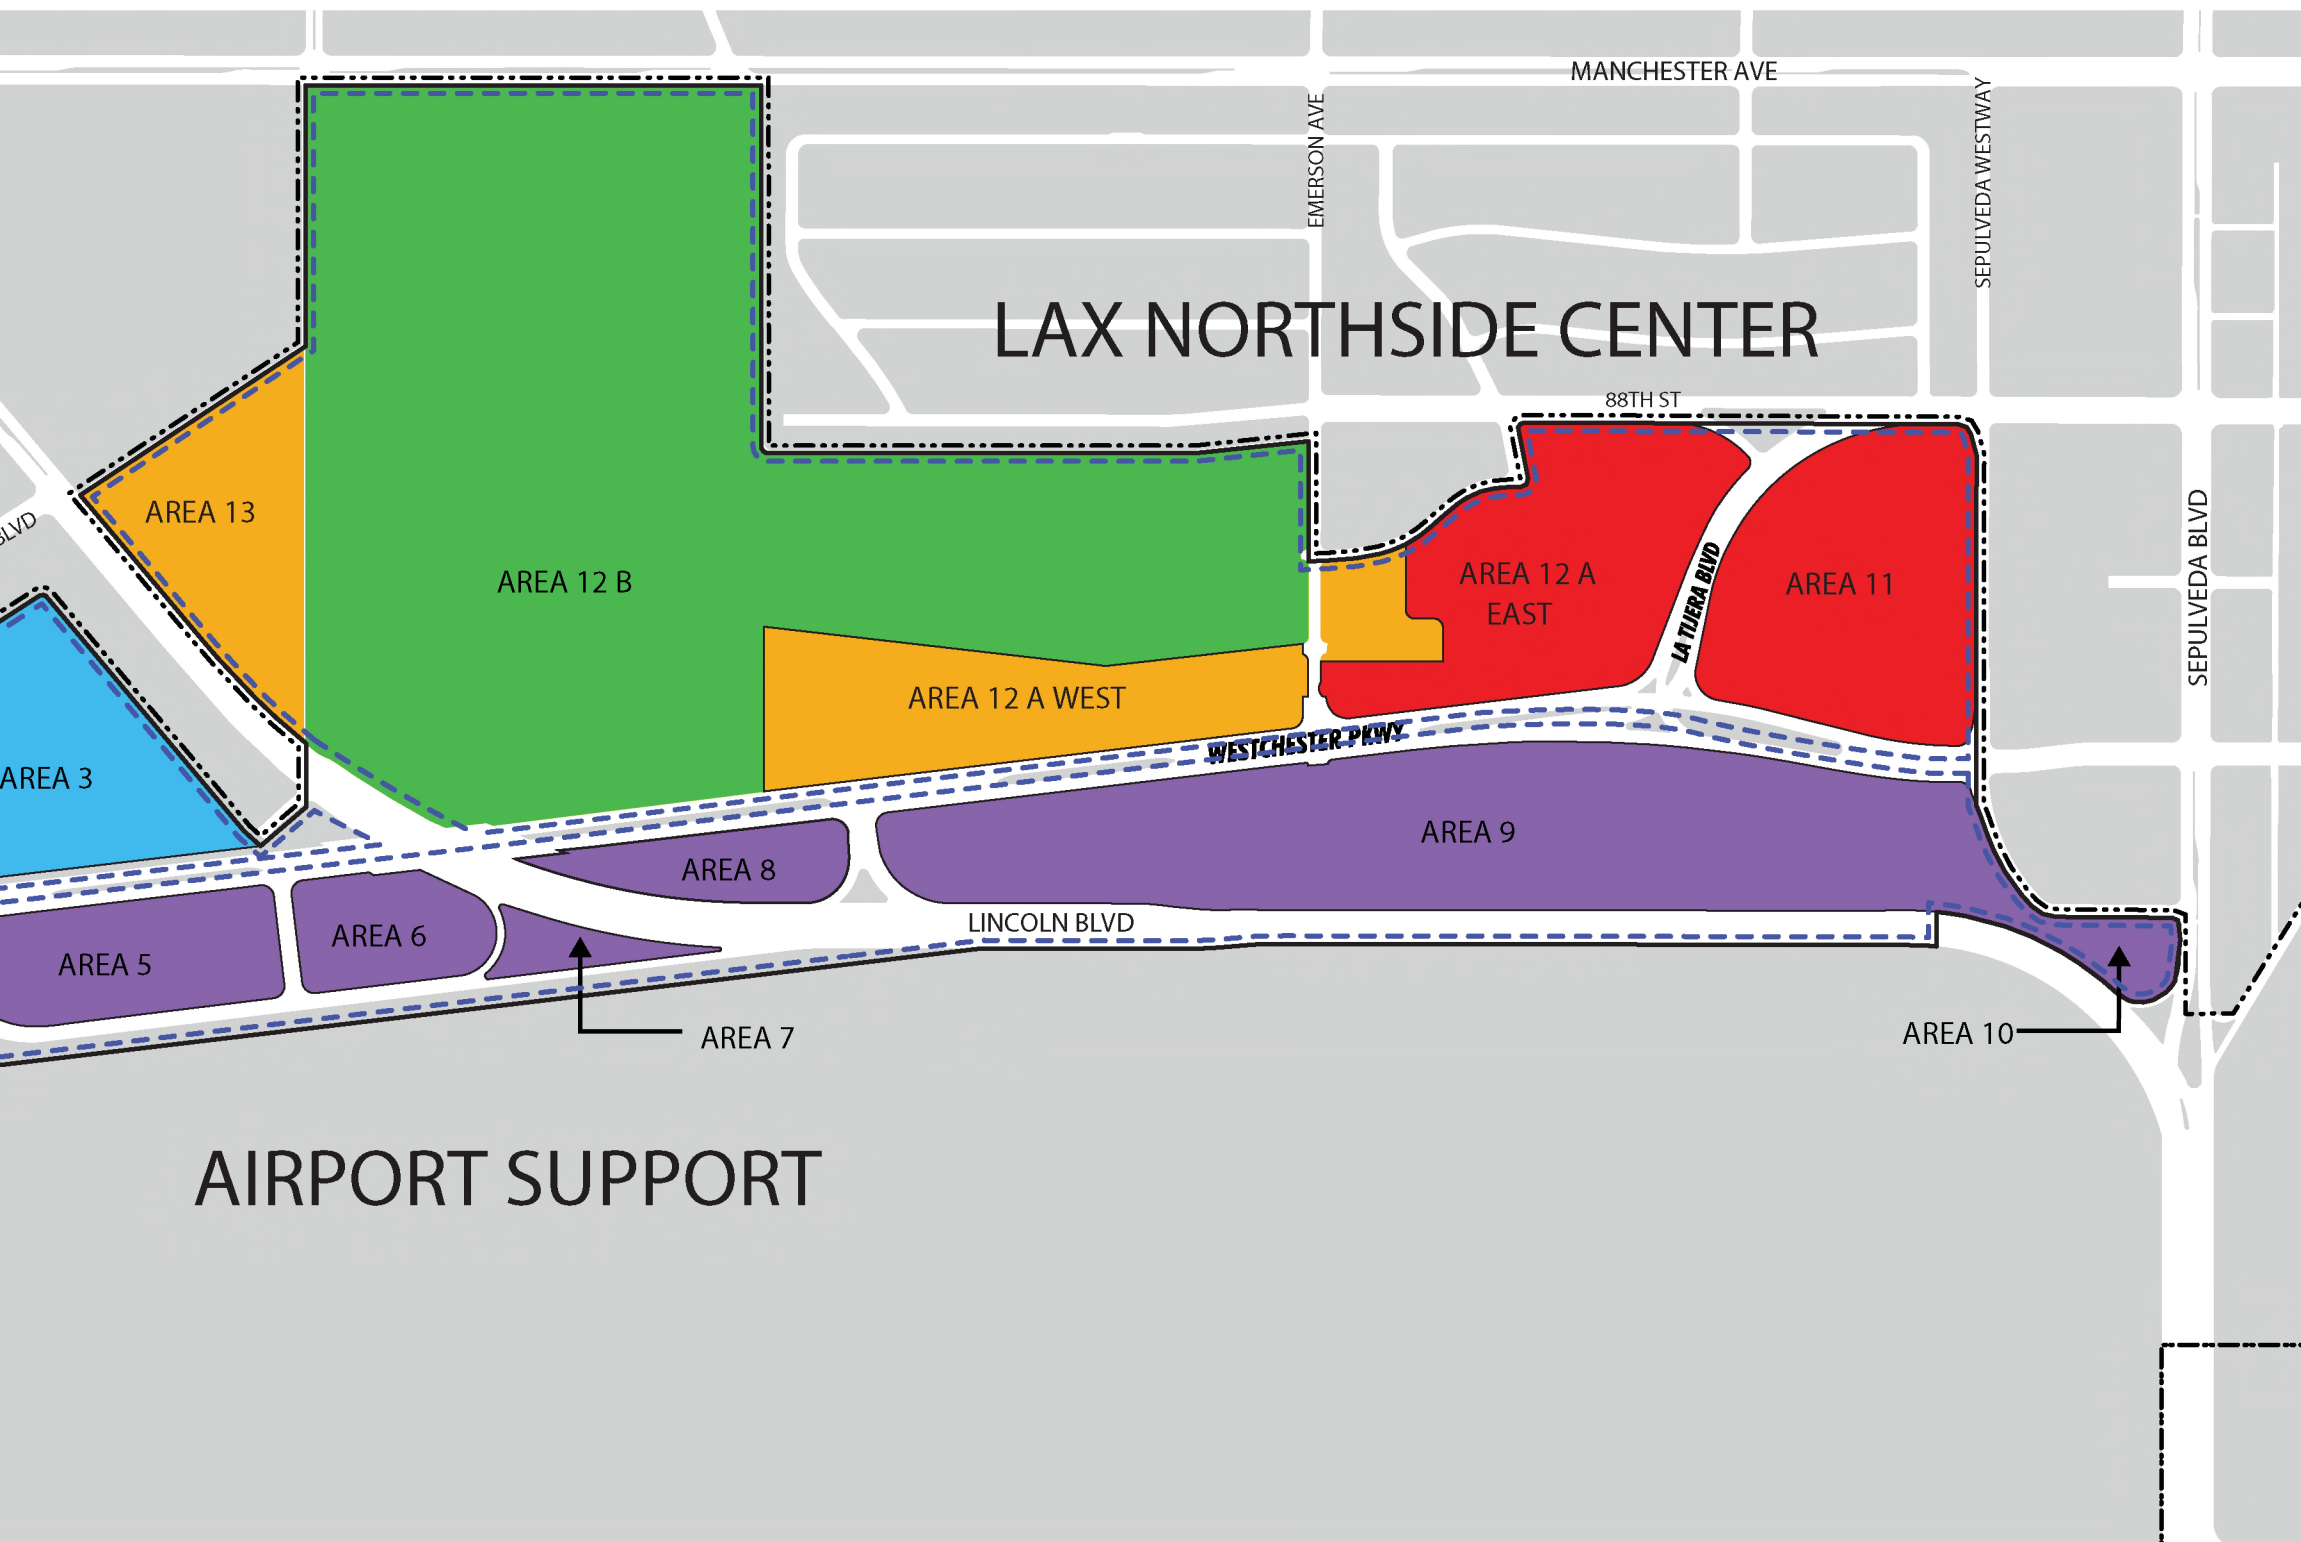 MANCHESTER AVE
EMERSON AVE
SEPULVEDA WESTWAY
LAX NORTHSIDE CENTER
88TH ST
AREA 13
BLVD
AREA 12 B
AREA 12 A
EAST
AREA 11
LA TIJERA BLVD
SEPULVEDA BLVD
AREA 12 A WEST
WESTCHESTER PKWY
AREA 3
AREA 9
AREA 8
LINCOLN BLVD
AREA 6
AREA 5
AREA 7
AREA 10
AIRPORT SUPPORT